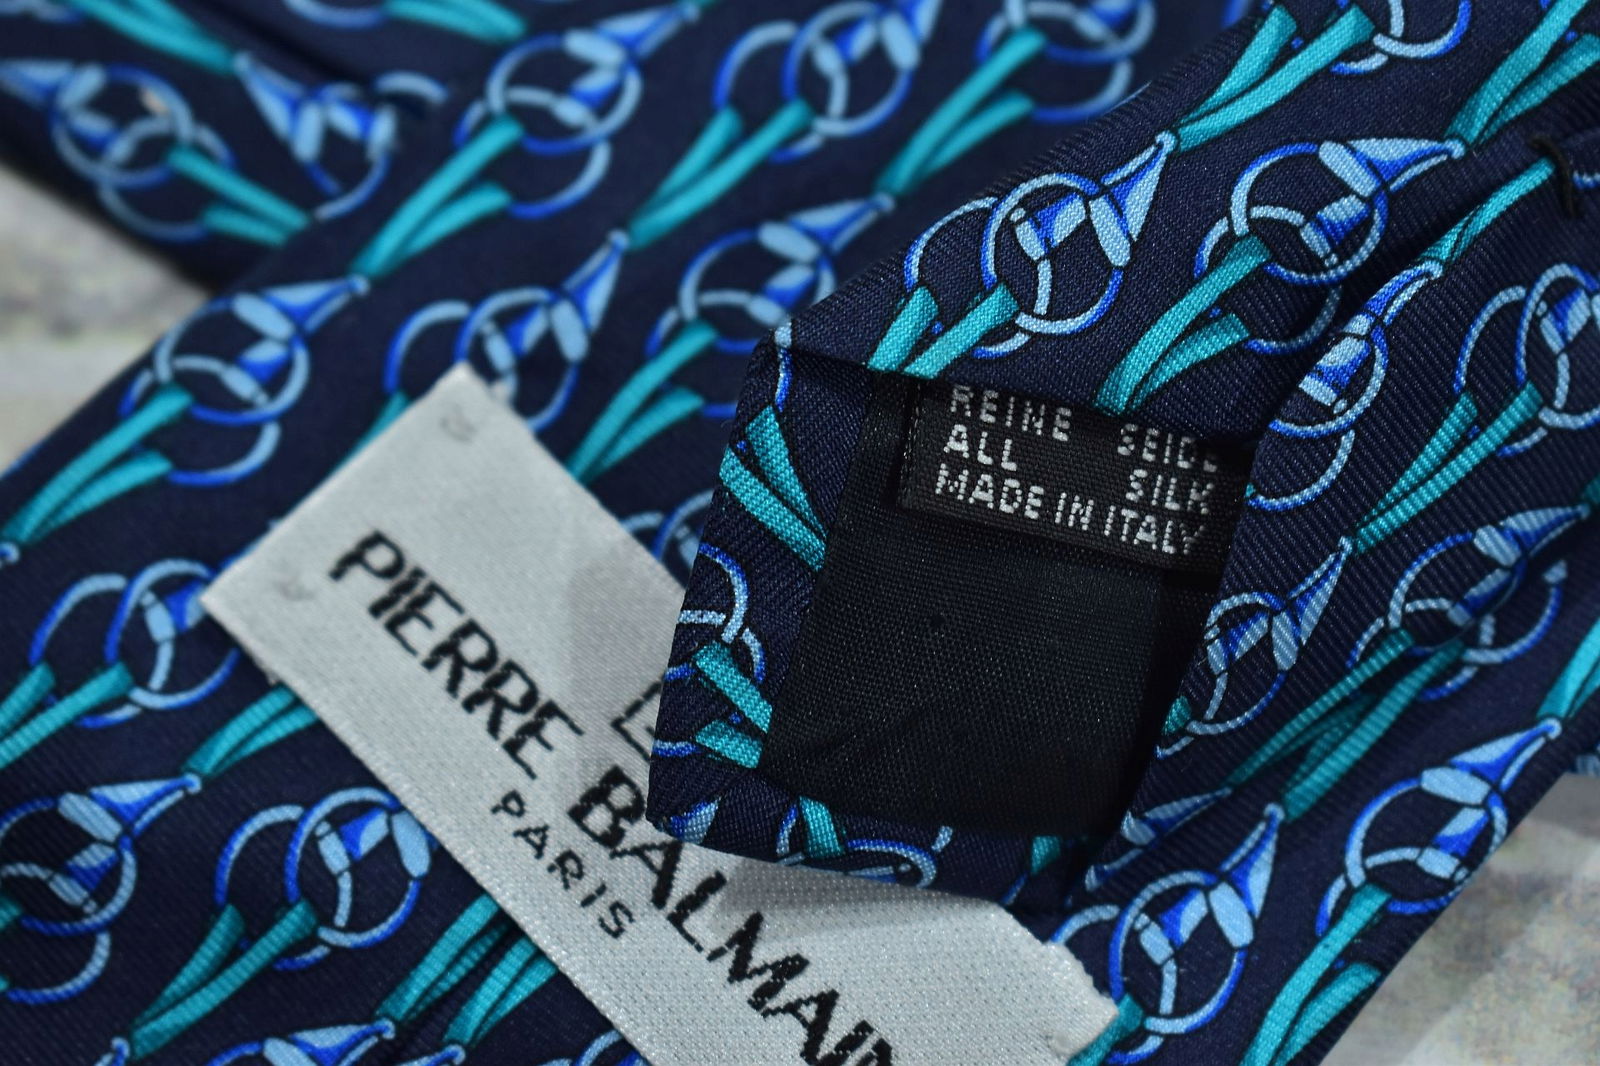 PIERRE BALMAIN
PARIS
REINE SEIDE
ALL SILK
MADE IN ITALY